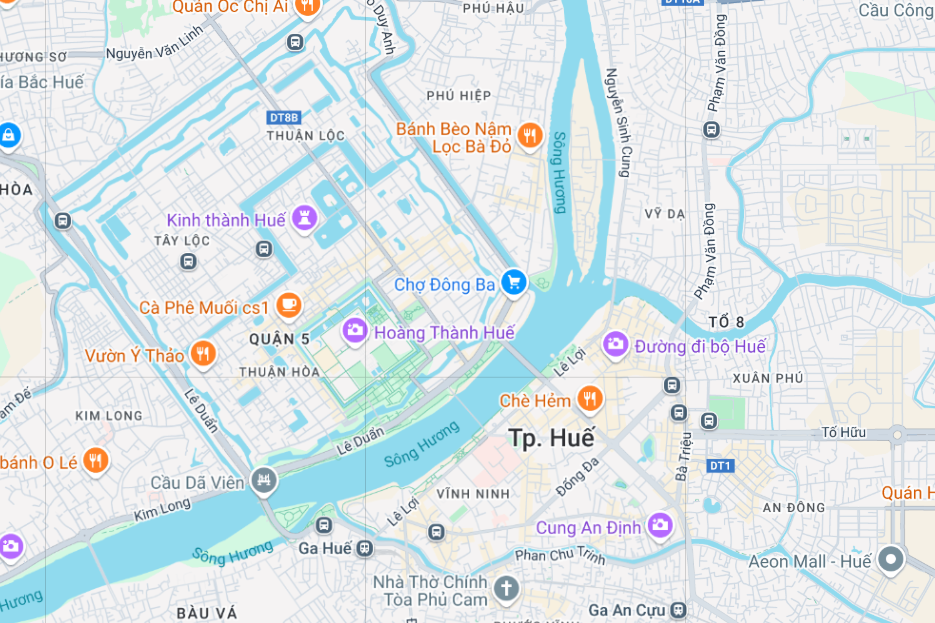 Quán Ốc Chị Ai
PHÚ HẬU
DT10A
Cầu Công
Nguyễn Văn Linh
o Duy Anh
HƯƠNG SƠ
ía Bắc Huế
PHÚ HIỆP
Nguyễn Sinh Cung
Phạm Văn Đồng
DT8B
THUẬN LỘC
Bánh Bèo Nậm
Lọc Bà Đỏ
Sông Hương
HÒA
Kinh thành Huế
TÂY LỘC
VỸ DẠ
Phạm Văn Đồng
Chợ Đông Ba
Cà Phê Muối cs1
QUẬN 5
Hoàng Thành Huế
TỔ 8
Đường đi bộ Huế
Vườn Ý Thảo
THUẬN HÒA
Lê Lợi
XUÂN PHÚ
am Đế
KIM LONG
Lê Duẩn
Chè Hẻm
Tp. Huế
Lê Duẩn
Sông Hương
Tố Hữu
Bà Triệu
DT1
bánh O Lé
Cầu Dã Viên
Đống Đa
VĨNH NINH
Quán H
Kim Long
Lê Lợi
AN ĐÔNG
Cung An Định
Ga Huế
Sông Hương
Phan Chu Trinh
Aeon Mall - Huế
Nhà Thờ Chính
Tòa Phủ Cam
Hương
BÀU VÁ
Ga An Cựu